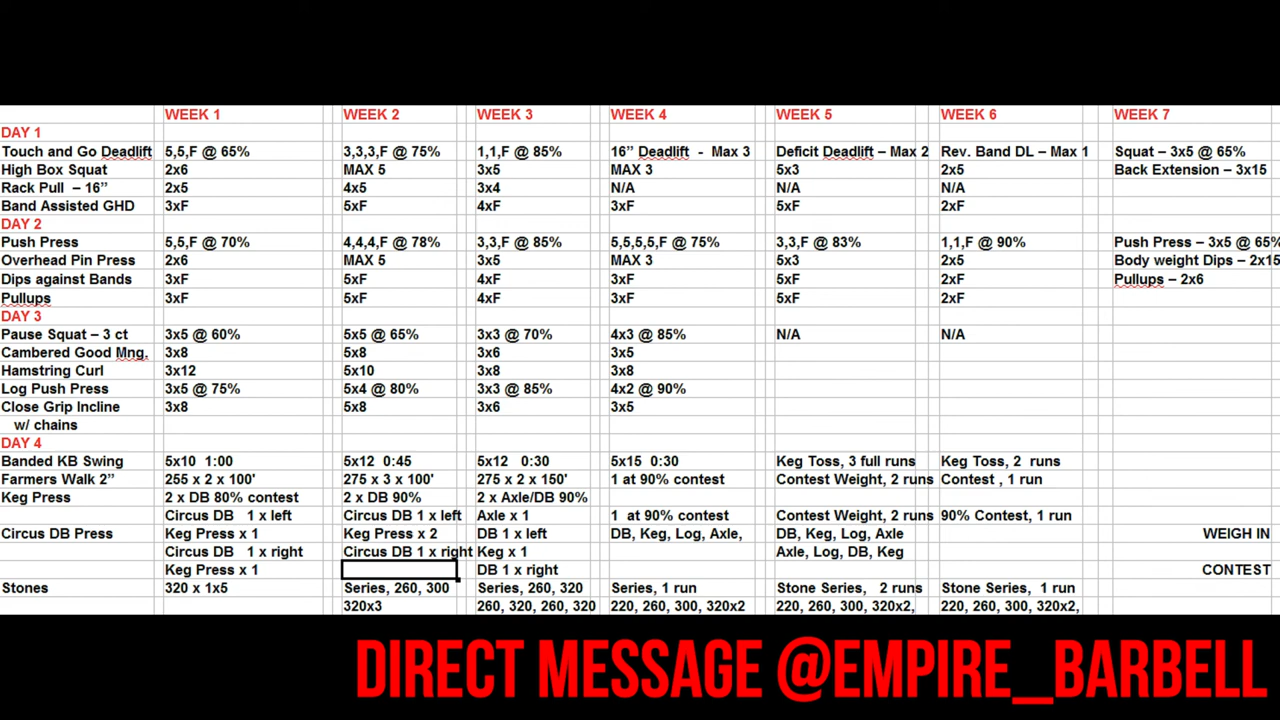 WEEK 1 WEEK 2 WEEK 3 WEEK 4 WEEK 5 WEEK 6 WEEK 7
DAY 1
Touch and Go Deadlift 5,5,F @ 65% 3,3,3,F @ 75% 1,1,F @ 85% 16” Deadlift - Max 3 Deficit Deadlift – Max 2 Rev. Band DL – Max 1 Squat – 3x5 @ 65%
High Box Squat 2x6 MAX 5 3x5 MAX 3 5x3 2x5 Back Extension – 3x15
Rack Pull – 16” 2x5 4x5 3x4 N/A N/A N/A
Band Assisted GHD 3xF 5xF 4xF 3xF 5xF 2xF
DAY 2
Push Press 5,5,F @ 70% 4,4,4,F @ 78% 3,3,F @ 85% 5,5,5,5,F @ 75% 3,3,F @ 83% 1,1,F @ 90% Push Press – 3x5 @ 65%
Overhead Pin Press 2x6 MAX 5 3x5 MAX 3 5x3 2x5 Body weight Dips – 2x15
Dips against Bands 3xF 5xF 4xF 3xF 5xF 2xF Pullups – 2x6
Pullups 3xF 5xF 4xF 3xF 5xF 2xF
DAY 3
Pause Squat – 3 ct 3x5 @ 60% 5x5 @ 65% 3x3 @ 70% 4x3 @ 85% N/A N/A
Cambered Good Mng. 3x8 5x8 3x6 3x5
Hamstring Curl 3x12 5x10 3x8 3x8
Log Push Press 3x5 @ 75% 5x4 @ 80% 3x3 @ 85% 4x2 @ 90%
Close Grip Incline 3x8 5x8 3x6 3x5
w/ chains
DAY 4
Banded KB Swing 5x10 1:00 5x12 0:45 5x12 0:30 5x15 0:30 Keg Toss, 3 full runs Keg Toss, 2 runs
Farmers Walk 2” 255 x 2 x 100' 275 x 3 x 100' 275 x 2 x 150' 1 at 90% contest Contest Weight, 2 runs Contest , 1 run
Keg Press 2 x DB 80% contest 2 x DB 90% 2 x Axle/DB 90%
Circus DB 1 x left Circus DB 1 x left Axle x 1 1 at 90% contest Contest Weight, 2 runs 90% Contest, 1 run
Circus DB Press Keg Press x 1 Keg Press x 2 DB 1 x left DB, Keg, Log, Axle, DB, Keg, Log, Axle WEIGH IN
Circus DB 1 x right Circus DB 1 x right Keg x 1 Axle, Log, DB, Keg
Keg Press x 1 DB 1 x right CONTEST
Stones 320 x 1x5 Series, 260, 300 Series, 260, 320 Series, 1 run Stone Series, 2 runs Stone Series, 1 run
320x3 260, 320, 260, 320 220, 260, 300, 320x2 220, 260, 300, 320x2, 220, 260, 300, 320x2,
DIRECT MESSAGE @EMPIRE_BARBELL